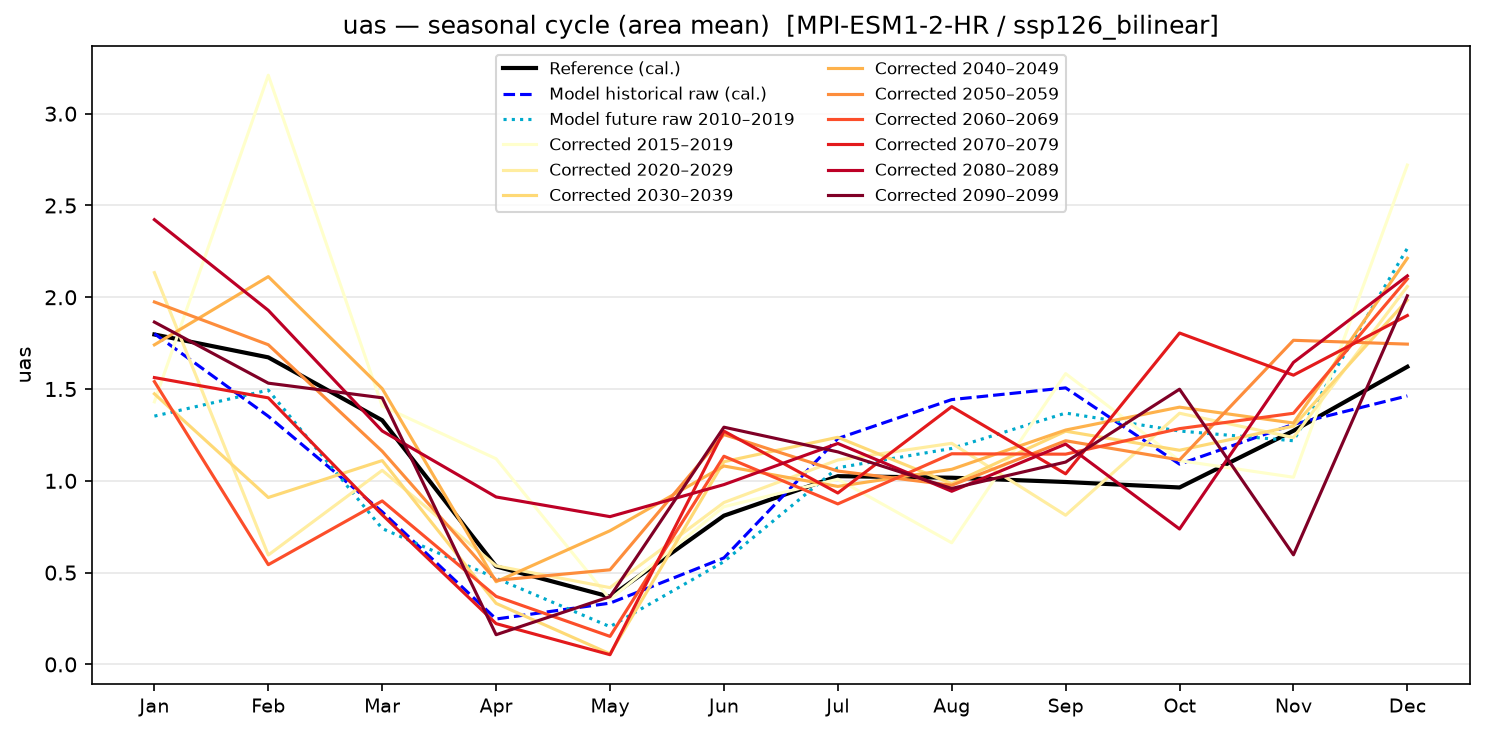 uas — seasonal cycle (area mean)  [MPI-ESM1-2-HR / ssp126_bilinear]
Reference (cal.)
Model historical raw (cal.)
Model future raw 2010–2019
Corrected 2015–2019
Corrected 2020–2029
Corrected 2030–2039
Corrected 2040–2049
Corrected 2050–2059
Corrected 2060–2069
Corrected 2070–2079
Corrected 2080–2089
Corrected 2090–2099
uas
3.0
2.5
2.0
1.5
1.0
0.5
0.0
Jan Feb Mar Apr May Jun Jul Aug Sep Oct Nov Dec